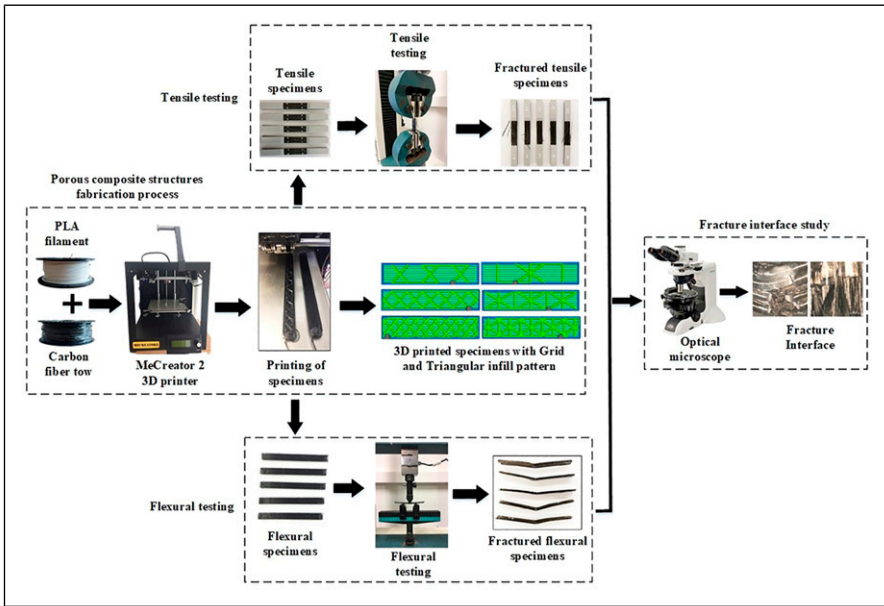 Tensile testing
Tensile
specimens
Tensile
testing
Fractured tensile
specimens
Porous composite structures
fabrication process
PLA
filament
Carbon
fiber tow
MeCreator 2
3D printer
Printing of
specimens
3D printed specimens with Grid
and Triangular infill pattern
Fracture interface study
Optical
microscope
Fracture
Interface
Flexural testing
Flexural
specimens
Flexural
testing
Fractured flexural
specimens